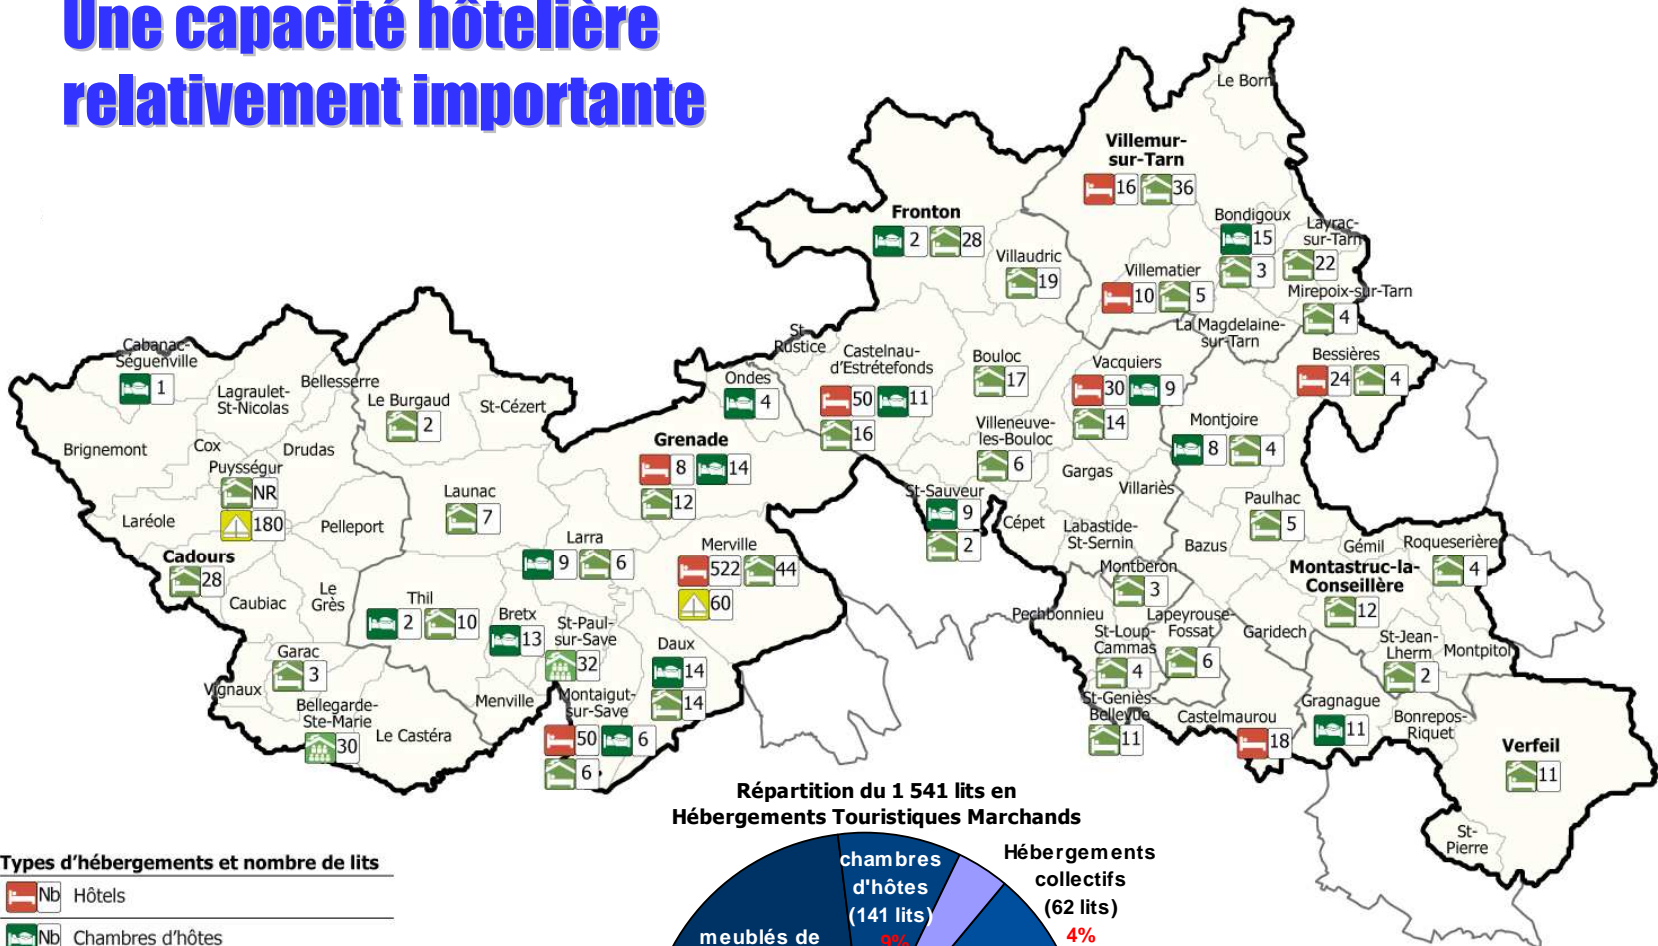 Une capacité hôtelière
relativement importante
Le Born
Villemur-
sur-Tarn
16 36
Fronton
2 28
Villaudric
19
Bondigoux
15
3
Layrac-
sur-Tarn
22
Villematier
10 5
Mirepoix-sur-Tarn
4
La Magdelaine-
sur-Tarn
Bessières
24 4
Cabanac-
Séguenville
1
Lagraulet-
St-Nicolas
Bellesserre
Le Burgaud
2
St-Cézert
St-
Rustice
Ondes
4
Castelnau-
d'Estrétefonds
50 11
16
Bouloc
17
Vacquiers
30 9
14
Montjoire
8 4
Villeneuve-
les-Bouloc
6
Brignemont
Cox
Drudas
Puysségur
NR
180
Grenade
8 14
12
Gargas
Villariès
St-Sauveur
9
2
Cépet
Labastide-
St-Sernin
Paulhac
5
Bazus
Gémil
Roqueserière
4
Laréole
Pelleport
Launac
7
Larra
9 6
Merville
522 44
60
Cadours
28
Caubiac
Le
Grès
Thil
2 10
Bretx
13
St-Paul-
sur-Save
32
Daux
14
14
Montberon
3
Montastruc-la-
Conseillère
12
Pechbonnieu
Lapeyrouse-
Fossat
6
St-Loup-
Cammas
4
Garidech
St-Jean-
Lherm
2
Montpitol
Garac
3
Vignaux
Bellegarde-
Ste-Marie
30
Le Castéra
Menville
Montaigut-
sur-Save
50 6
6
St-Geniès-
Bellevue
11
Castelmaurou
18
Gragnague
11
Bonrepos-
Riquet
Verfeil
11
St-
Pierre
Répartition du 1 541 lits en
Hébergements Touristiques Marchands
chambres
d'hôtes
(141 lits)
9%
Hébergements
collectifs
(62 lits)
4%
meublés de
Types d'hébergements et nombre de lits
Nb Hôtels
Nb Chambres d'hôtes